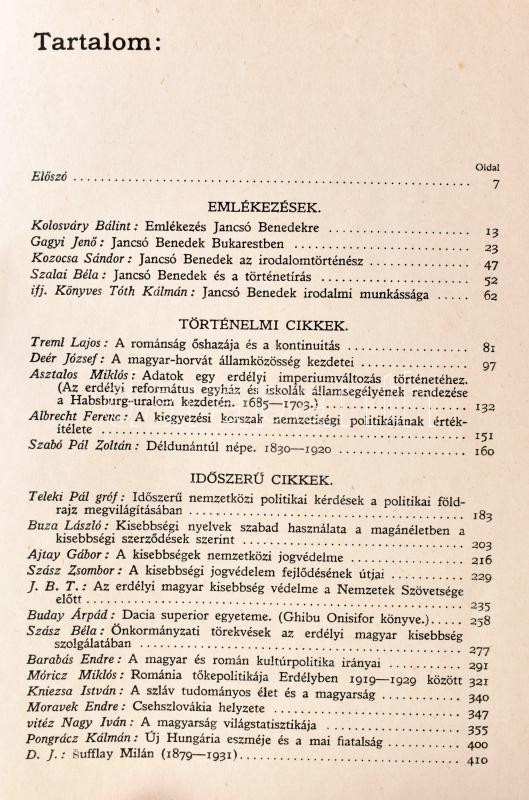 Tartalom:
Oldal
Előszó ........ 7
EMLÉKEZÉSEK.
Kolosváry Bálint: Emlékezés Jancsó Benedekre ........ 13
Gagyi Jenő: Jancsó Benedek Bukarestben ........ 23
Kozocsa Sándor: Jancsó Benedek az irodalomtörténész ........ 47
Szalai Béla: Jancsó Benedek és a történetírás ........ 52
ifj. Könyves Tóth Kálmán: Jancsó Benedek irodalmi munkássága ..... 62
TÖRTÉNELMI CIKKEK.
Treml Lajos: A románság őshazája és a kontinuitás ........ 81
Deér József: A magyar-horvát államközösség kezdetei ........ 97
Asztalos Miklós: Adatok egy erdélyi imperiumváltozás történetéhez.
(Az erdélyi református egyház és iskolák államsegélyének rendezése
a Habsburg-uralom kezdetén. 1685—1703.) ........ 132
Albrecht Ferenc: A kiegyezési korszak nemzetiségi politikájának érték-
ítélete ........ 151
Szabó Pál Zoltán: Déldunántúl népe. 1830—1920 ........ 160
IDŐSZERŰ CIKKEK.
Teleki Pál gróf: Időszerű nemzetközi politikai kérdések a politikai föld-
rajz megvilágításában ........ 183
Buza László: Kisebbségi nyelvek szabad használata a magánéletben a
kisebbségi szerződések szerint ........ 203
Ajtay Gábor: A kisebbségek nemzetközi jogvédelme ........ 216
Szász Zsombor: A kisebbségi jogvédelem fejlődésének útjai ........ 229
J. B. T.: Az erdélyi magyar kisebbség védelme a Nemzetek Szövetsége
előtt ........ 235
Buday Árpád: Dacia superior egyeteme. (Ghibu Onisifor könyve.) ..... 258
Szász Béla: Önkormányzati törekvések az erdélyi magyar kisebbség
szolgálatában ........ 277
Barabás Endre: A magyar és román kultúrpolitika irányai ........ 291
Móricz Miklós: Románia tőkepolitikája Erdélyben 1919—1929 között 321
Kniezsa István: A szláv tudományos élet és a magyarság ........ 340
Moravek Endre: Csehszlovákia helyzete ........ 347
vitéz Nagy Iván: A magyarság világstatisztikája ........ 355
Pongrácz Kálmán: Új Hungária eszméje és a mai fiatalság ........ 400
D. J.: Šufflay Milán (1879—1931) ........ 410